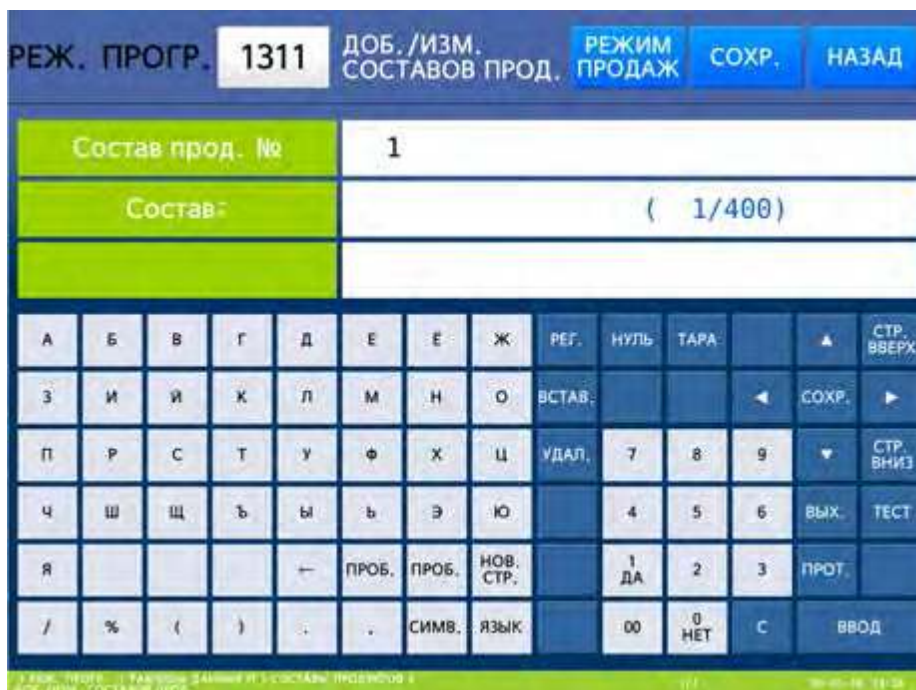 РЕЖ. ПРОГР. 1311 ДОБ./ИЗМ. СОСТАВОВ ПРОД. РЕЖИМ ПРОДАЖ СОХР. НАЗАД
Состав прод. № 1
Состав: ( 1/400)
А Б В Г Д Е Ё Ж РЕГ. НУЛЬ ТАРА ▲ СТР. ВВЕРХ
З И Й К Л М Н О ВСТАВ. ◄ СОХР. ►
П Р С Т У Ф Х Ц УДАЛ. 7 8 9 ▼ СТР. ВНИЗ
Ч Ш Щ Ъ Ы Ь Э Ю 4 5 6 ВЫХ. ТЕСТ
Я ← ПРОБ. ПРОБ. НОВ. СТР. 1 ДА 2 3 ПРОТ.
/ % ( ) . . СИМВ. ЯЗЫК 00 0 НЕТ С ВВОД